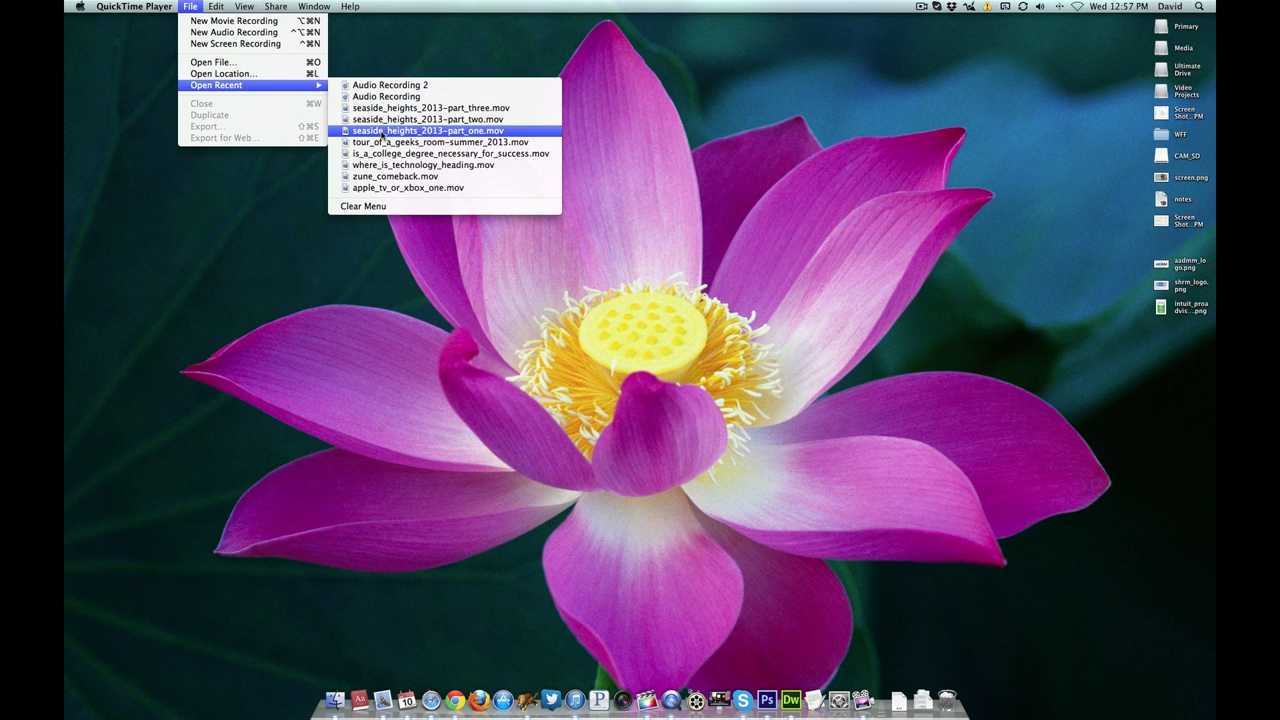 QuickTime Player File Edit View Share Window Help Wed 12:57 PM David
New Movie Recording ⌥⌘N
New Audio Recording ^⌥⌘N
New Screen Recording ^⌘N
Open File... ⌘O
Open Location... ⌘L
Open Recent
Close ⌘W
Duplicate
Export... ⇧⌘S
Export for Web... ⇧⌘E
Audio Recording 2
Audio Recording
seaside_heights_2013-part_three.mov
seaside_heights_2013-part_two.mov
seaside_heights_2013-part_one.mov
tour_of_a_geeks_room-summer_2013.mov
is_a_college_degree_necessary_for_success.mov
where_is_technology_heading.mov
zune_comeback.mov
apple_tv_or_xbox_one.mov
Clear Menu
Primary
Media
Ultimate
Drive
Video
Projects
Screen
Shot...PM
WFF
CAM_SD
screen.png
notes
Screen
Shot...PM
aadmm_lo
go.png
shrm_logo.
png
intuit_proa
dvis....png
10
Aa
P
Ps
Dw